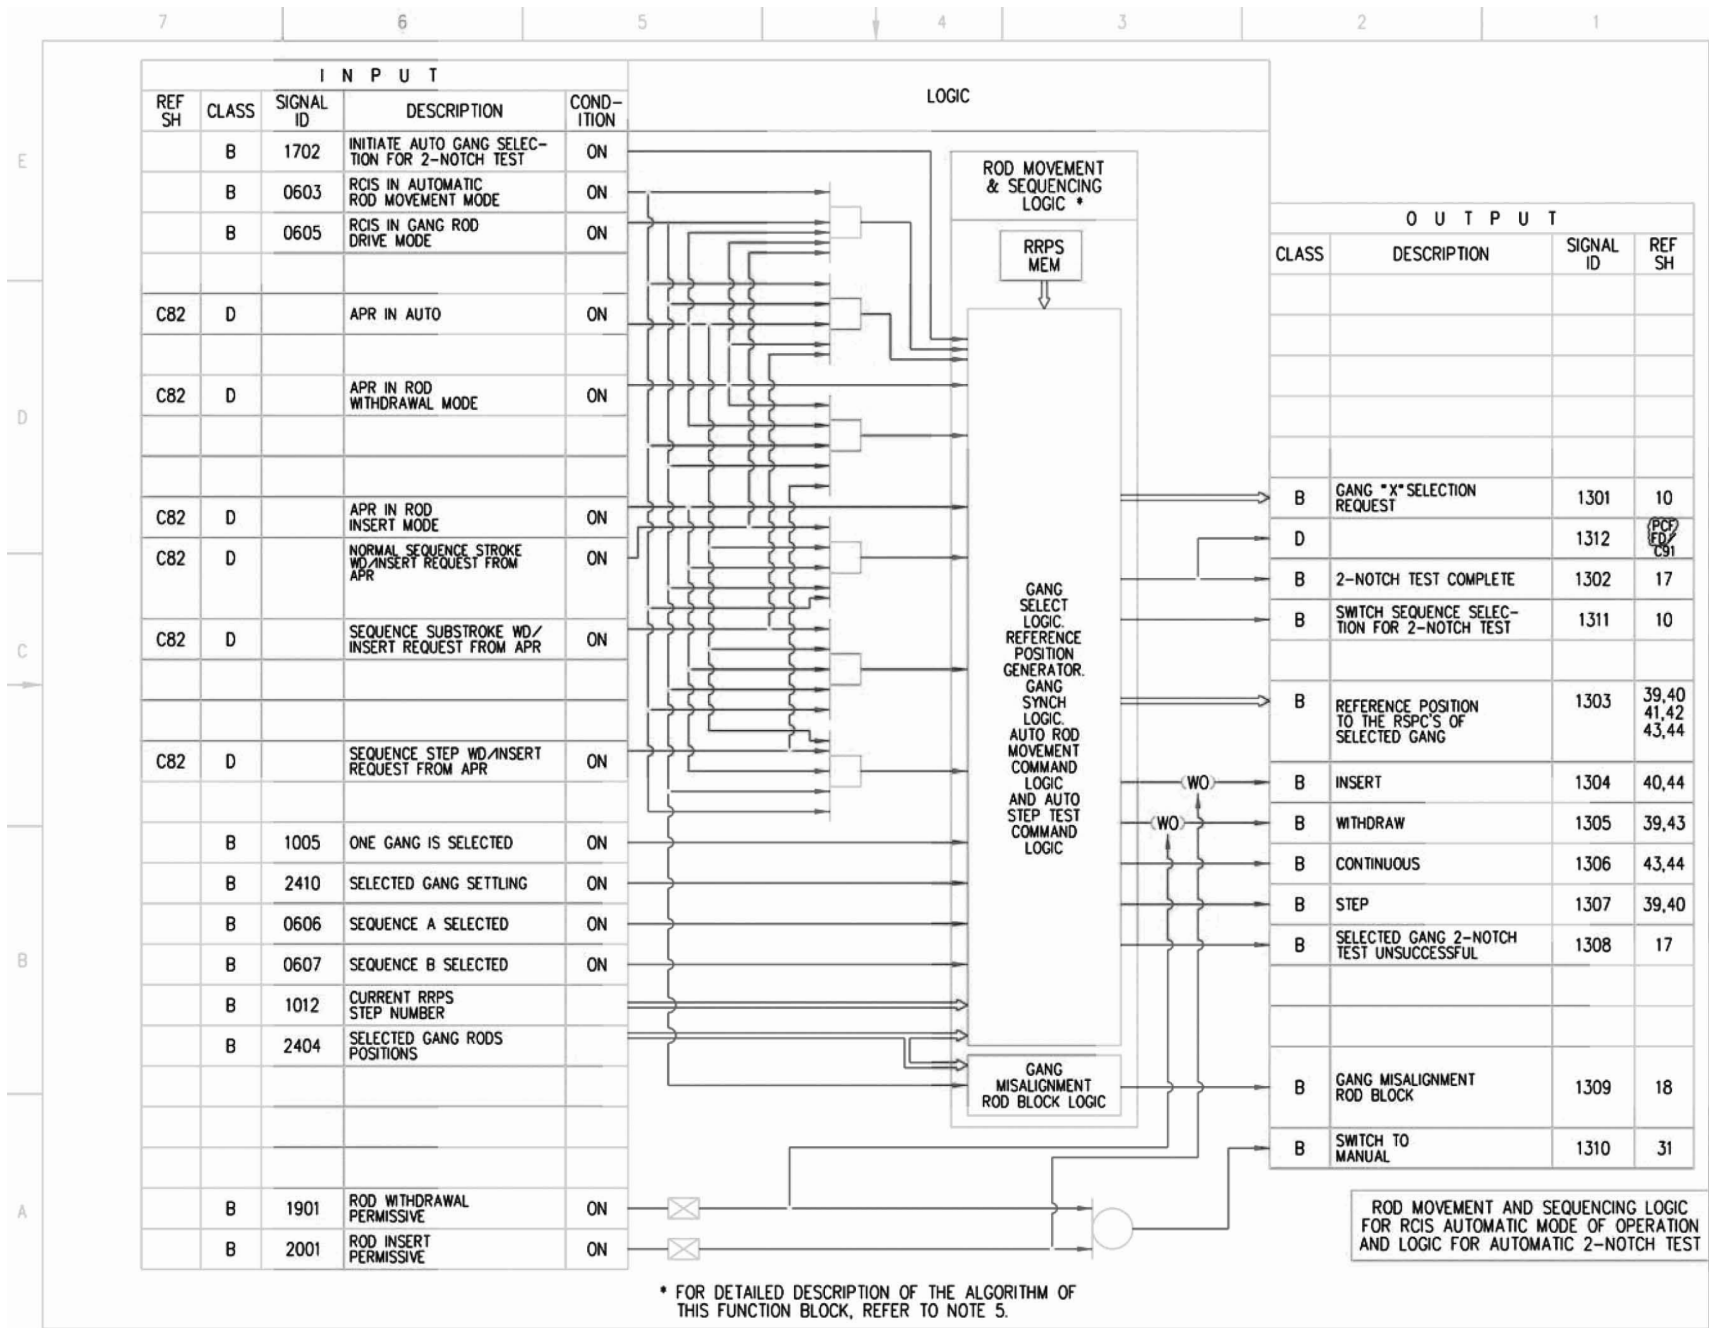 7 6 5 4 3 2 1
E
D
C
B
A
I N P U T
REF SH CLASS SIGNAL ID DESCRIPTION COND-ITION
B 1702 INITIATE AUTO GANG SELEC-
TION FOR 2-NOTCH TEST ON
B 0603 RCIS IN AUTOMATIC
ROD MOVEMENT MODE ON
B 0605 RCIS IN GANG ROD
DRIVE MODE ON
C82 D APR IN AUTO ON
C82 D APR IN ROD
WITHDRAWAL MODE ON
C82 D APR IN ROD
INSERT MODE ON
C82 D NORMAL SEQUENCE STROKE
WD/INSERT REQUEST FROM
APR ON
C82 D SEQUENCE SUBSTROKE WD/
INSERT REQUEST FROM APR ON
C82 D SEQUENCE STEP WD/INSERT
REQUEST FROM APR ON
B 1005 ONE GANG IS SELECTED ON
B 2410 SELECTED GANG SETTLING ON
B 0606 SEQUENCE A SELECTED ON
B 0607 SEQUENCE B SELECTED ON
B 1012 CURRENT RRPS
STEP NUMBER
B 2404 SELECTED GANG RODS
POSITIONS
B 1901 ROD WITHDRAWAL
PERMISSIVE ON
B 2001 ROD INSERT
PERMISSIVE ON
LOGIC
ROD MOVEMENT
& SEQUENCING
LOGIC *
RRPS
MEM
GANG
SELECT
LOGIC.
REFERENCE
POSITION
GENERATOR.
GANG
SYNCH
LOGIC.
AUTO ROD
MOVEMENT
COMMAND
LOGIC
AND AUTO
STEP TEST
COMMAND
LOGIC
GANG
MISALIGNMENT
ROD BLOCK LOGIC
WO
WO
O U T P U T
CLASS DESCRIPTION SIGNAL ID REF SH
B GANG "X" SELECTION
REQUEST 1301 10
D 1312 PCF/
FD/
C91
B 2-NOTCH TEST COMPLETE 1302 17
B SWITCH SEQUENCE SELEC-
TION FOR 2-NOTCH TEST 1311 10
B REFERENCE POSITION
TO THE RSPC'S OF
SELECTED GANG 1303 39,40
41,42
43,44
B INSERT 1304 40,44
B WITHDRAW 1305 39,43
B CONTINUOUS 1306 43,44
B STEP 1307 39,40
B SELECTED GANG 2-NOTCH
TEST UNSUCCESSFUL 1308 17
B GANG MISALIGNMENT
ROD BLOCK 1309 18
B SWITCH TO
MANUAL 1310 31
ROD MOVEMENT AND SEQUENCING LOGIC
FOR RCIS AUTOMATIC MODE OF OPERATION
AND LOGIC FOR AUTOMATIC 2-NOTCH TEST
* FOR DETAILED DESCRIPTION OF THE ALGORITHM OF
THIS FUNCTION BLOCK, REFER TO NOTE 5.